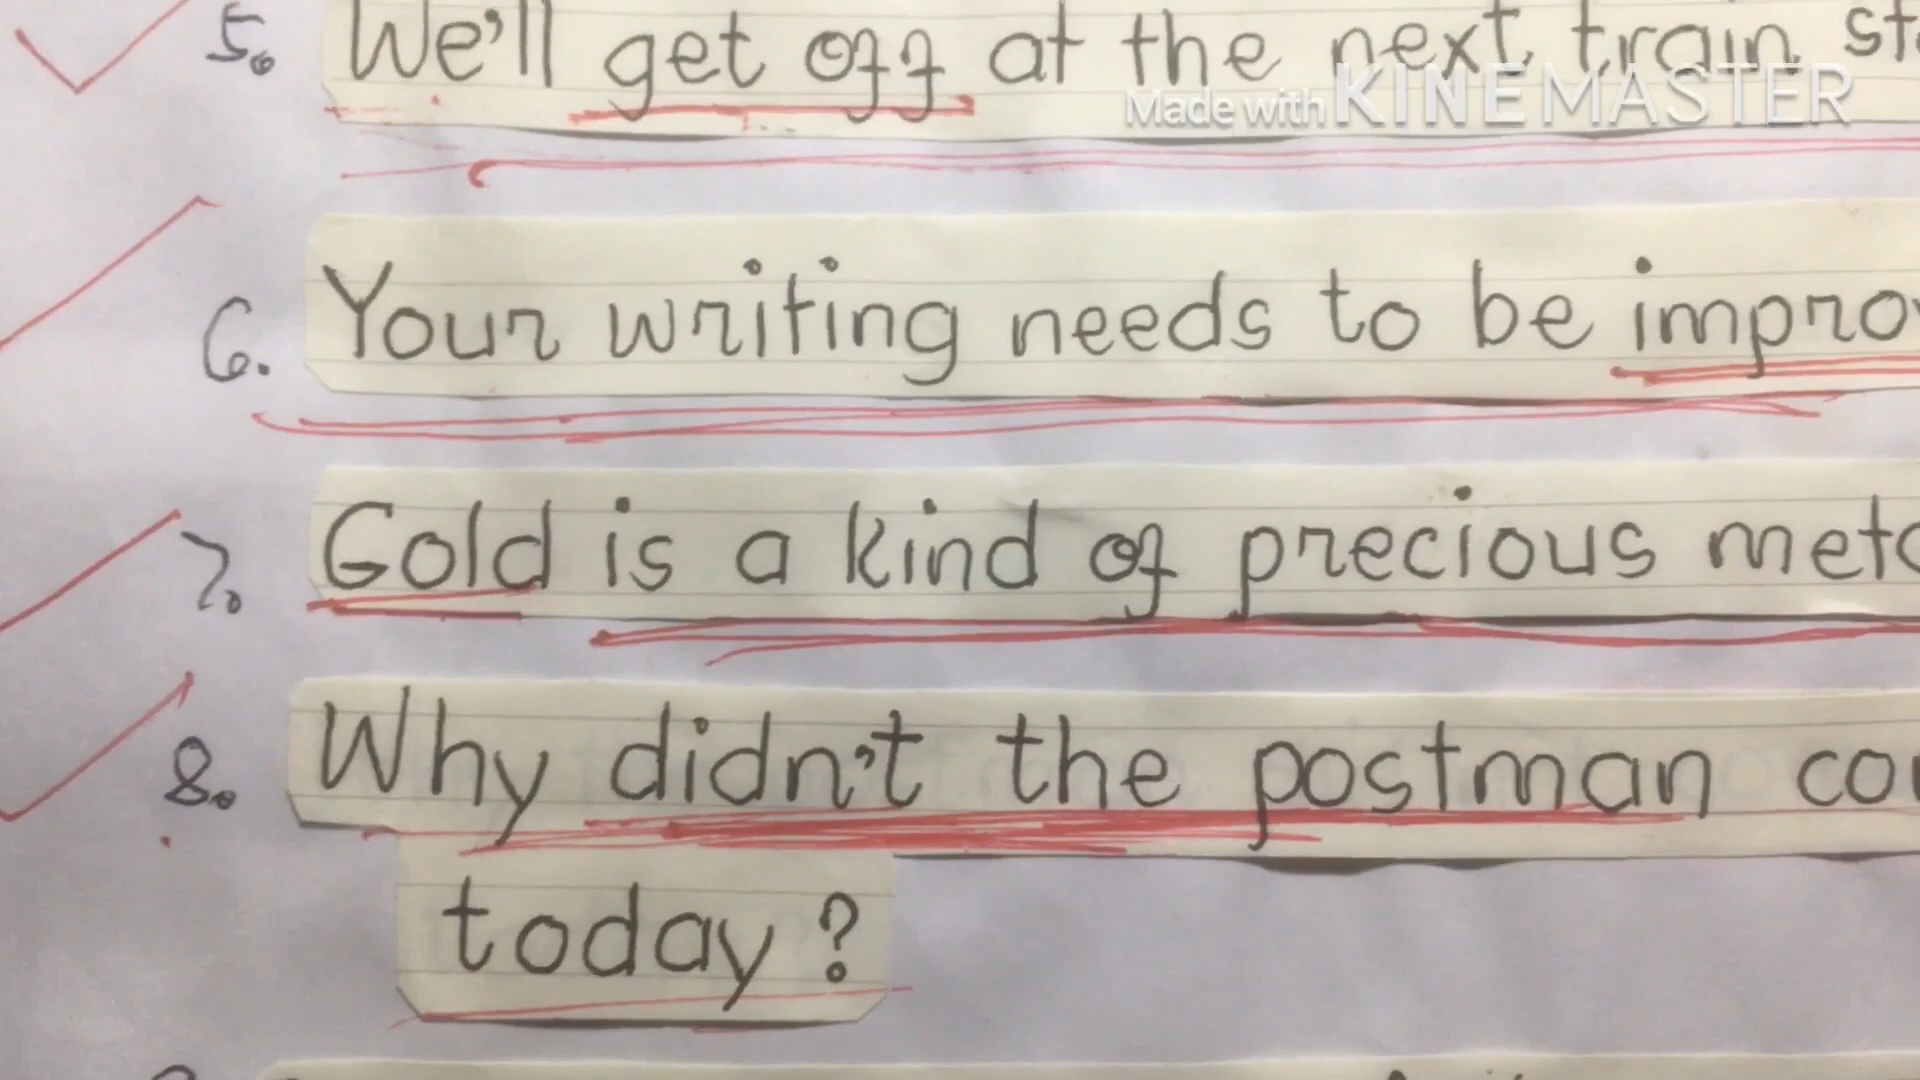 5. We'll get off at the next train
Made with KINEMASTER
6. Your writing needs to be
7. Gold is a kind of precious
8. Why didn't the postman
today?